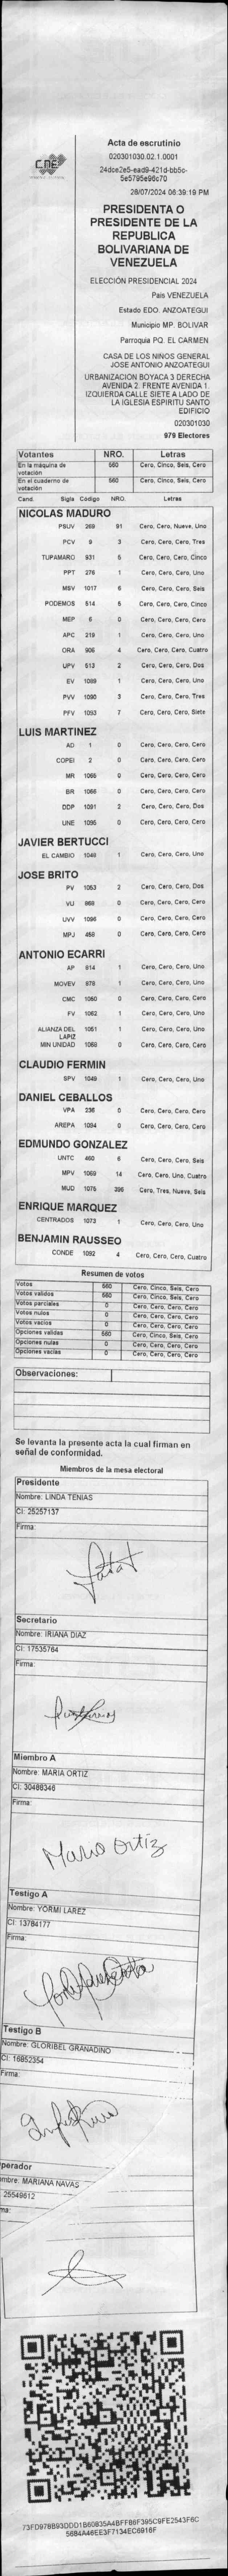 CNE
Acta de escrutinio
020301030.02.1.0001
24dce2e5-ead9-421d-bb5c-
5e5795e96c70
28/07/2024 06:39:19 PM
PRESIDENTA O
PRESIDENTE DE LA
REPUBLICA
BOLIVARIANA DE
VENEZUELA
ELECCIÓN PRESIDENCIAL 2024
País VENEZUELA
Estado EDO. ANZOATEGUI
Municipio MP. BOLIVAR
Parroquia PQ. EL CARMEN
CASA DE LOS NIÑOS GENERAL
JOSE ANTONIO ANZOATEGUI
URBANIZACION BOYACA 3 DERECHA
AVENIDA 2. FRENTE AVENIDA 1.
IZQUIERDA CALLE SIETE A LADO DE
LA IGLESIA ESPIRITU SANTO
EDIFICIO
020301030
979 Electores
Votantes NRO. Letras
En la máquina de votación 560 Cero, Cinco, Seis, Cero
En el cuaderno de votación 560 Cero, Cinco, Seis, Cero
Cand. Sigla Código NRO. Letras
NICOLAS MADURO
PSUV 269 91 Cero, Cero, Nueve, Uno
PCV 9 3 Cero, Cero, Cero, Tres
TUPAMARO 931 5 Cero, Cero, Cero, Cinco
PPT 276 1 Cero, Cero, Cero, Uno
MSV 1017 6 Cero, Cero, Cero, Seis
PODEMOS 514 5 Cero, Cero, Cero, Cinco
MEP 6 0 Cero, Cero, Cero, Cero
APC 219 1 Cero, Cero, Cero, Uno
ORA 906 4 Cero, Cero, Cero, Cuatro
UPV 513 2 Cero, Cero, Cero, Dos
EV 1089 1 Cero, Cero, Cero, Uno
PVV 1090 3 Cero, Cero, Cero, Tres
PFV 1093 7 Cero, Cero, Cero, Siete
LUIS MARTINEZ
AD 1 0 Cero, Cero, Cero, Cero
COPEI 2 0 Cero, Cero, Cero, Cero
MR 1066 0 Cero, Cero, Cero, Cero
BR 1068 0 Cero, Cero, Cero, Cero
DDP 1091 2 Cero, Cero, Cero, Dos
UNE 1095 0 Cero, Cero, Cero, Cero
JAVIER BERTUCCI
EL CAMBIO 1048 1 Cero, Cero, Cero, Uno
JOSE BRITO
PV 1053 2 Cero, Cero, Cero, Dos
VU 868 0 Cero, Cero, Cero, Cero
UVV 1096 0 Cero, Cero, Cero, Cero
MPJ 458 0 Cero, Cero, Cero, Cero
ANTONIO ECARRI
AP 814 1 Cero, Cero, Cero, Uno
MOVEV 878 1 Cero, Cero, Cero, Uno
CMC 1060 0 Cero, Cero, Cero, Cero
FV 1062 1 Cero, Cero, Cero, Uno
ALIANZA DEL LAPIZ 1051 1 Cero, Cero, Cero, Uno
MIN UNIDAD 1058 0 Cero, Cero, Cero, Cero
CLAUDIO FERMIN
SPV 1049 1 Cero, Cero, Cero, Uno
DANIEL CEBALLOS
VPA 236 0 Cero, Cero, Cero, Cero
AREPA 1094 0 Cero, Cero, Cero, Cero
EDMUNDO GONZALEZ
UNTC 460 6 Cero, Cero, Cero, Seis
MPV 1069 14 Cero, Cero, Uno, Cuatro
MUD 1075 396 Cero, Tres, Nueve, Seis
ENRIQUE MARQUEZ
CENTRADOS 1073 1 Cero, Cero, Cero, Uno
BENJAMIN RAUSSEO
CONDE 1092 4 Cero, Cero, Cero, Cuatro
Resumen de votos
Votos 560 Cero, Cinco, Seis, Cero
Votos validos 560 Cero, Cinco, Seis, Cero
Votos parciales 0 Cero, Cero, Cero, Cero
Votos nulos 0 Cero, Cero, Cero, Cero
Votos vacios 0 Cero, Cero, Cero, Cero
Opciones validas 560 Cero, Cinco, Seis, Cero
Opciones nulas 0 Cero, Cero, Cero, Cero
Opciones vacias 0 Cero, Cero, Cero, Cero
Observaciones:
Se levanta la presente acta la cual firman en
señal de conformidad.
Miembros de la mesa electoral
Presidente
Nombre: LINDA TENIAS
CI: 25257137
Firma:
Secretario
Nombre: IRIANA DIAZ
CI: 17535764
Firma:
Miembro A
Nombre: MARIA ORTIZ
CI: 30488346
Firma:
Maria Ortiz
Testigo A
Nombre: YORMI LAREZ
CI: 13784177
Firma:
Testigo B
Nombre: GLORIBEL GRANADINO
CI: 16852354
Firma:
perador
mbre: MARIANA NAVAS
25549612
ma:
73FD978B93DDD1B60835A4BFF86F395C9FE2543F6C
5684A46EE3F7134EC6916F